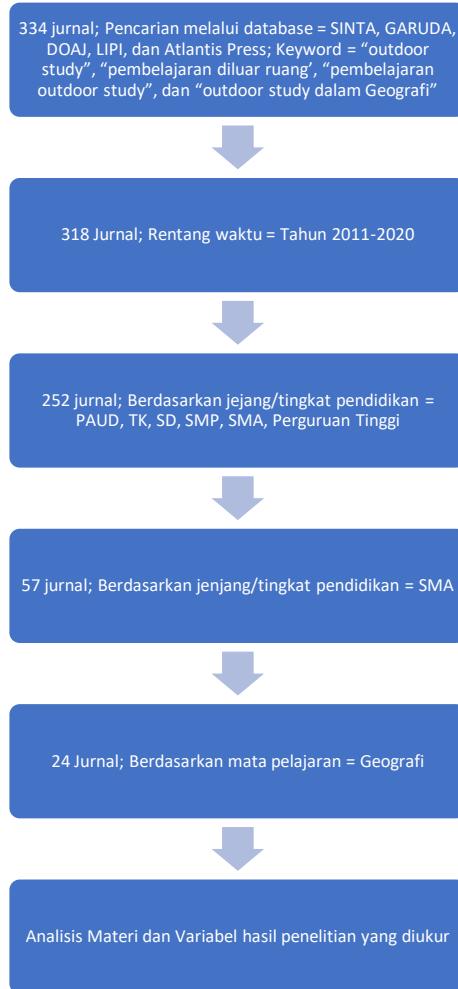 334 jurnal; Pencarian melalui database = SINTA, GARUDA,
DOAJ, LIPI, dan Atlantis Press; Keyword = “outdoor
study”, “pembelajaran diluar ruang’, “pembelajaran
outdoor study”, dan “outdoor study dalam Geografi”
318 Jurnal; Rentang waktu = Tahun 2011-2020
252 jurnal; Berdasarkan jejang/tingkat pendidikan =
PAUD, TK, SD, SMP, SMA, Perguruan Tinggi
57 jurnal; Berdasarkan jenjang/tingkat pendidikan = SMA
24 Jurnal; Berdasarkan mata pelajaran = Geografi
Analisis Materi dan Variabel hasil penelitian yang diukur